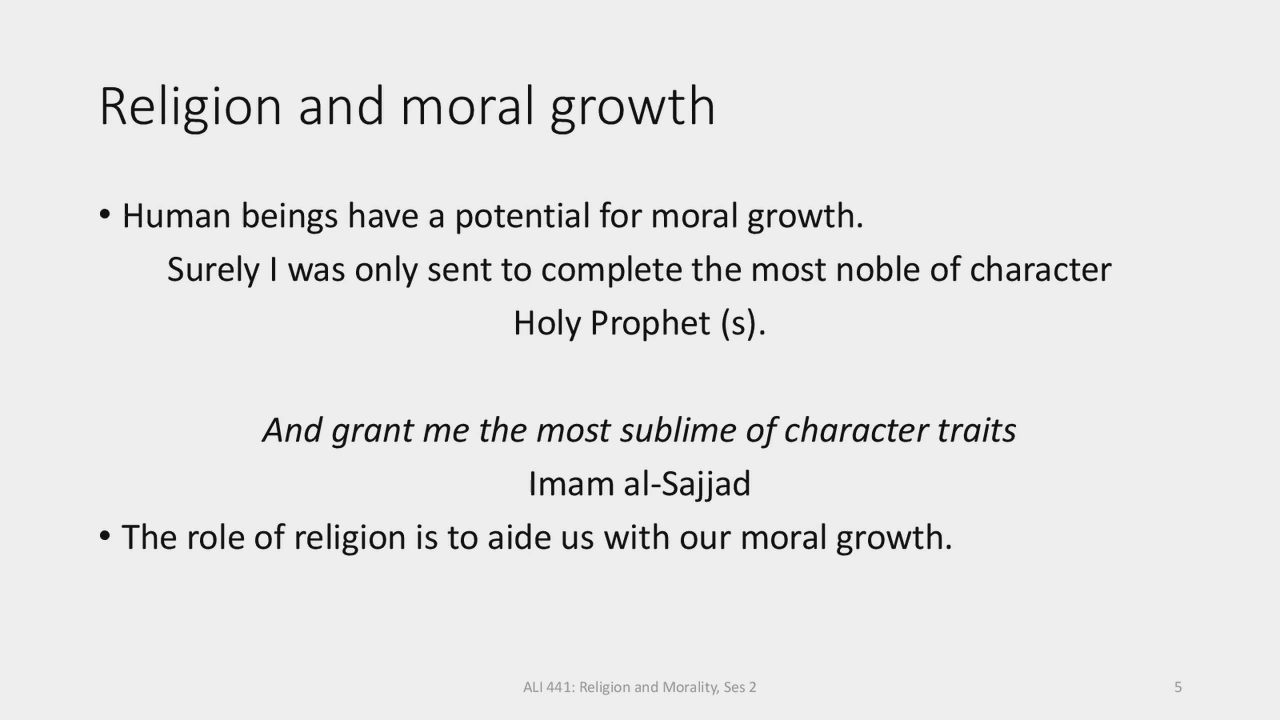 Religion and moral growth
• Human beings have a potential for moral growth.
Surely I was only sent to complete the most noble of character
Holy Prophet (s).
And grant me the most sublime of character traits
Imam al-Sajjad
• The role of religion is to aide us with our moral growth.
ALI 441: Religion and Morality, Ses 2
5